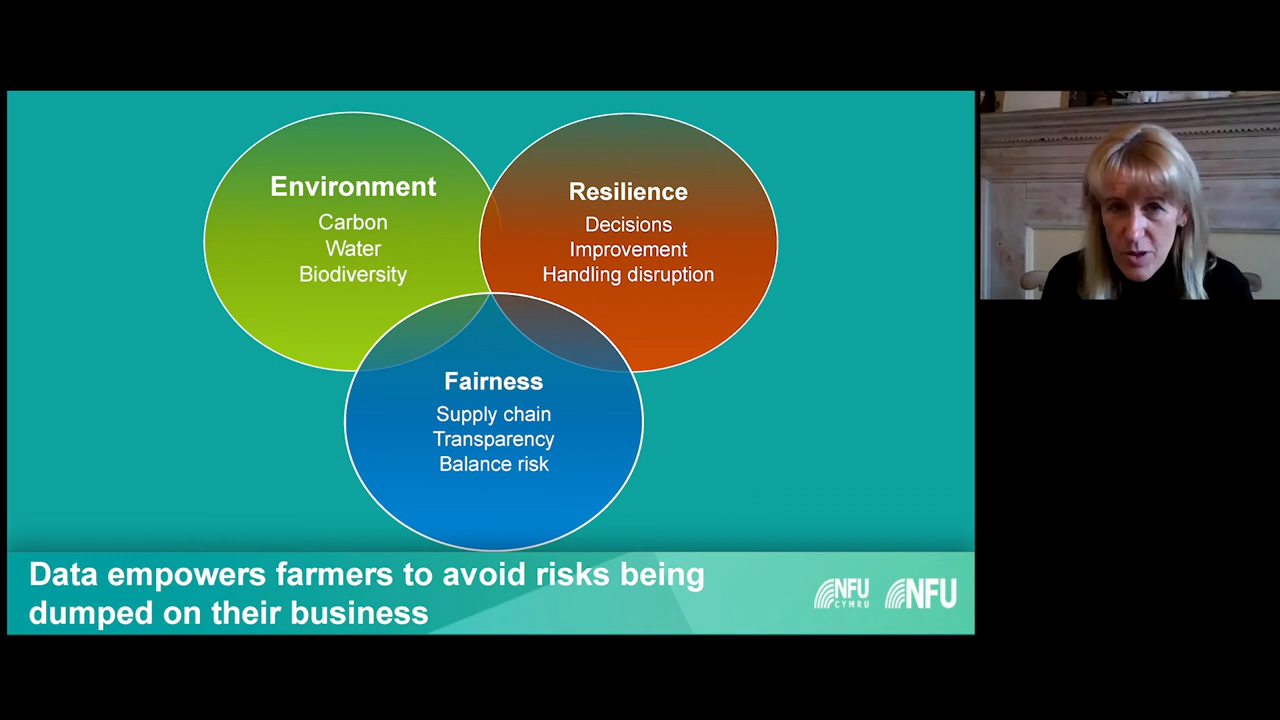 Environment
Carbon
Water
Biodiversity
Resilience
Decisions
Improvement
Handling disruption
Fairness
Supply chain
Transparency
Balance risk
Data empowers farmers to avoid risks being
dumped on their business
NFU
CYMRU
NFU